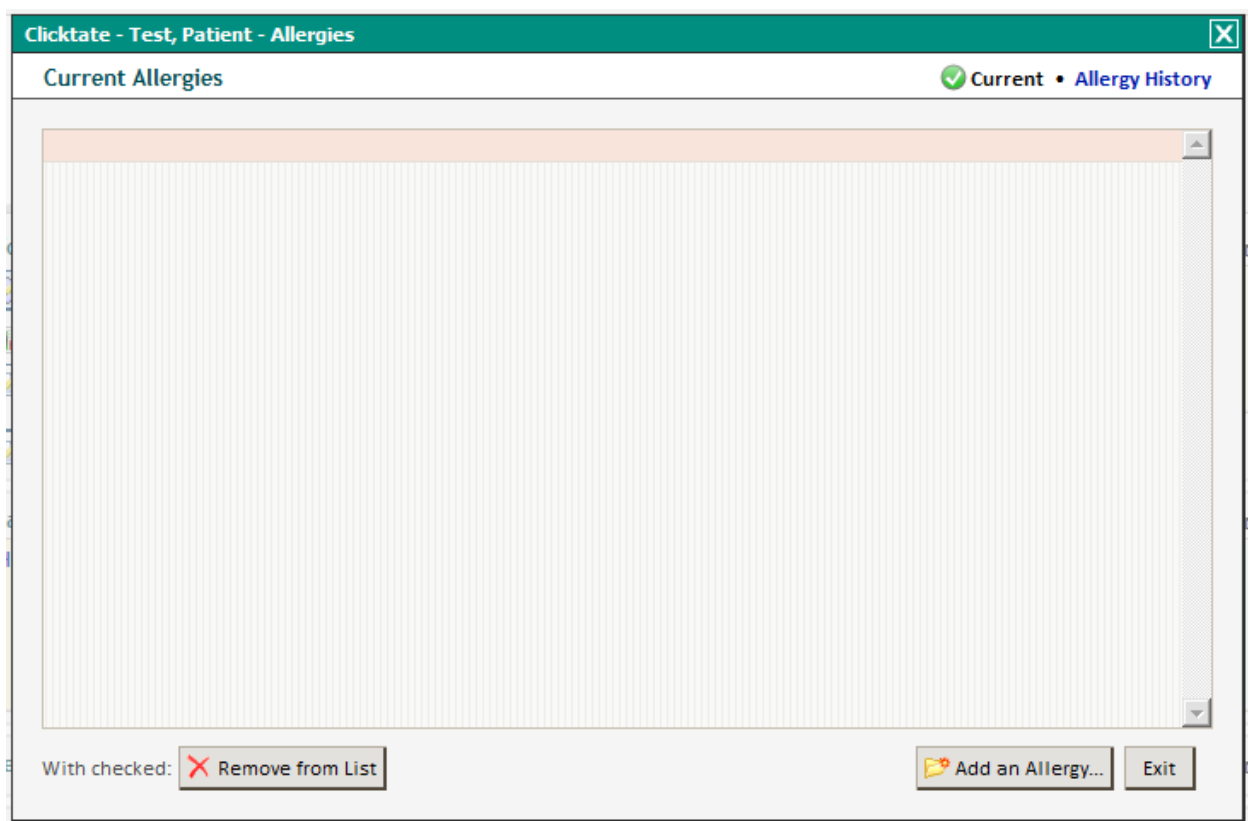 Clicktate - Test, Patient - Allergies
Current Allergies
Current • Allergy History
With checked: Remove from List
Add an Allergy... Exit